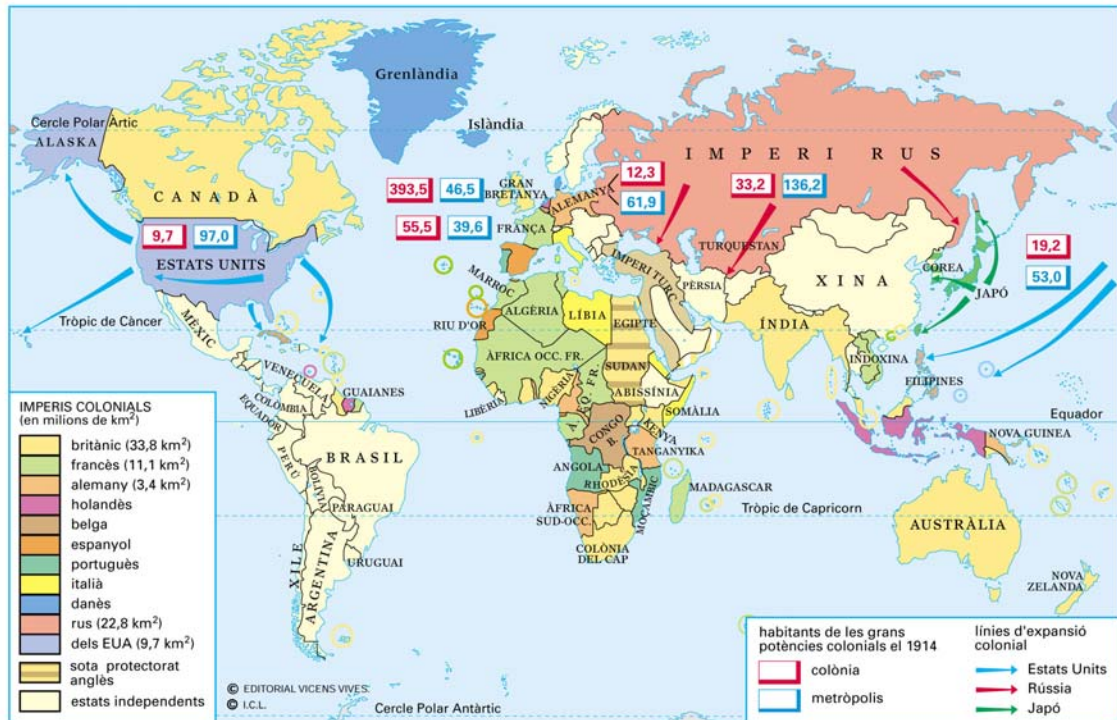 Grenlàndia
Cercle Polar Àrtic
ALASKA
Islàndia
CANADÀ
IMPERI RUS
393,5
46,5
GRAN
BRETANYA
ALEMANYA
12,3
61,9
33,2
136,2
55,5
39,6
FRANÇA
9,7
97,0
ESTATS UNITS
TURQUESTAN
19,2
53,0
IMPERI TURC
PÈRSIA
XINA
COREA
JAPÓ
MARROC
ALGÈRIA
LÍBIA
EGIPTE
ÍNDIA
Tròpic de Càncer
MÈXIC
RIU D'OR
ÀFRICA OCC. FR.
SUDAN
INDOXINA
FILIPINES
VENEÇUELA
GUAIANES
COLÒMBIA
EQUADOR
LIBÈRIA
NIGÈRIA
À. EQ. FR.
ABISSÍNIA
SOMÀLIA
Equador
PERÚ
BRASIL
CONGO
B.
KENYA
TANGANYIKA
NOVA GUINEA
BOLÍVIA
ANGOLA
RHODÈSIA
MOÇAMBIC
MADAGASCAR
PARAGUAI
ÀFRICA
SUD-OCC.
Tròpic de Capricorn
AUSTRÀLIA
XILE
ARGENTINA
URUGUAI
COLÒNIA
DEL CAP
NOVA
ZELANDA
IMPERIS COLONIALS
(en milions de km²)
britànic (33,8 km²)
francès (11,1 km²)
alemany (3,4 km²)
holandès
belga
espanyol
portuguès
italià
danès
rus (22,8 km²)
dels EUA (9,7 km²)
sota protectorat
anglès
estats independents
© EDITORIAL VICENS VIVES.
© I.C.L.
Cercle Polar Antàrtic
habitants de les grans
potències colonials el 1914
colònia
metròpolis
línies d'expansió
colonial
Estats Units
Rússia
Japó